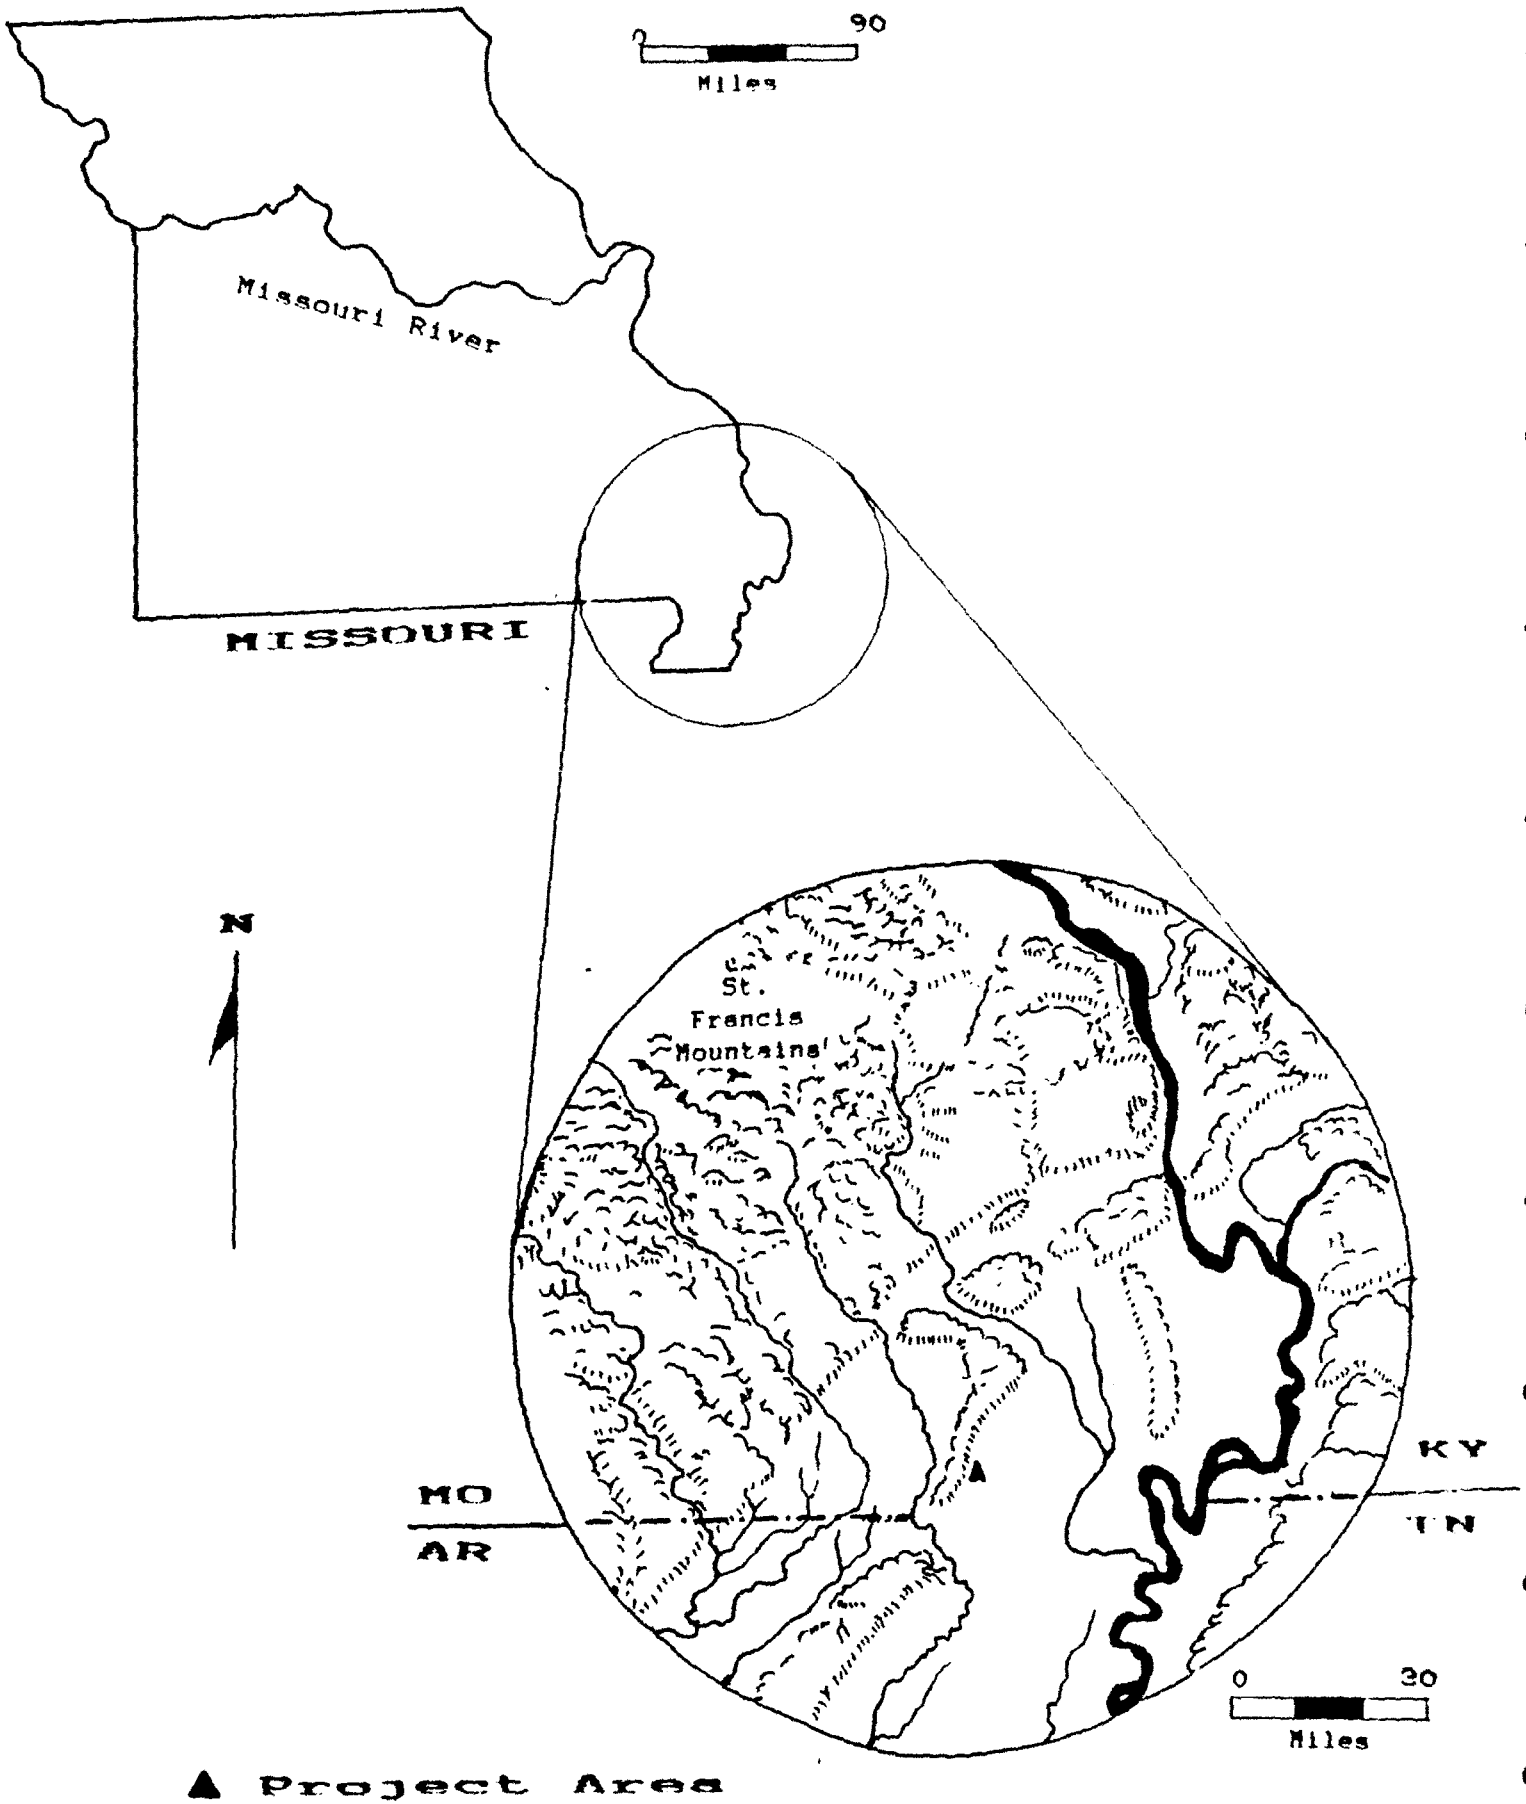 0 90
Miles
Missouri River
MISSOURI
N
St.
Francis
Mountains
KY
MO
TN
AR
0 30
Miles
Project Area